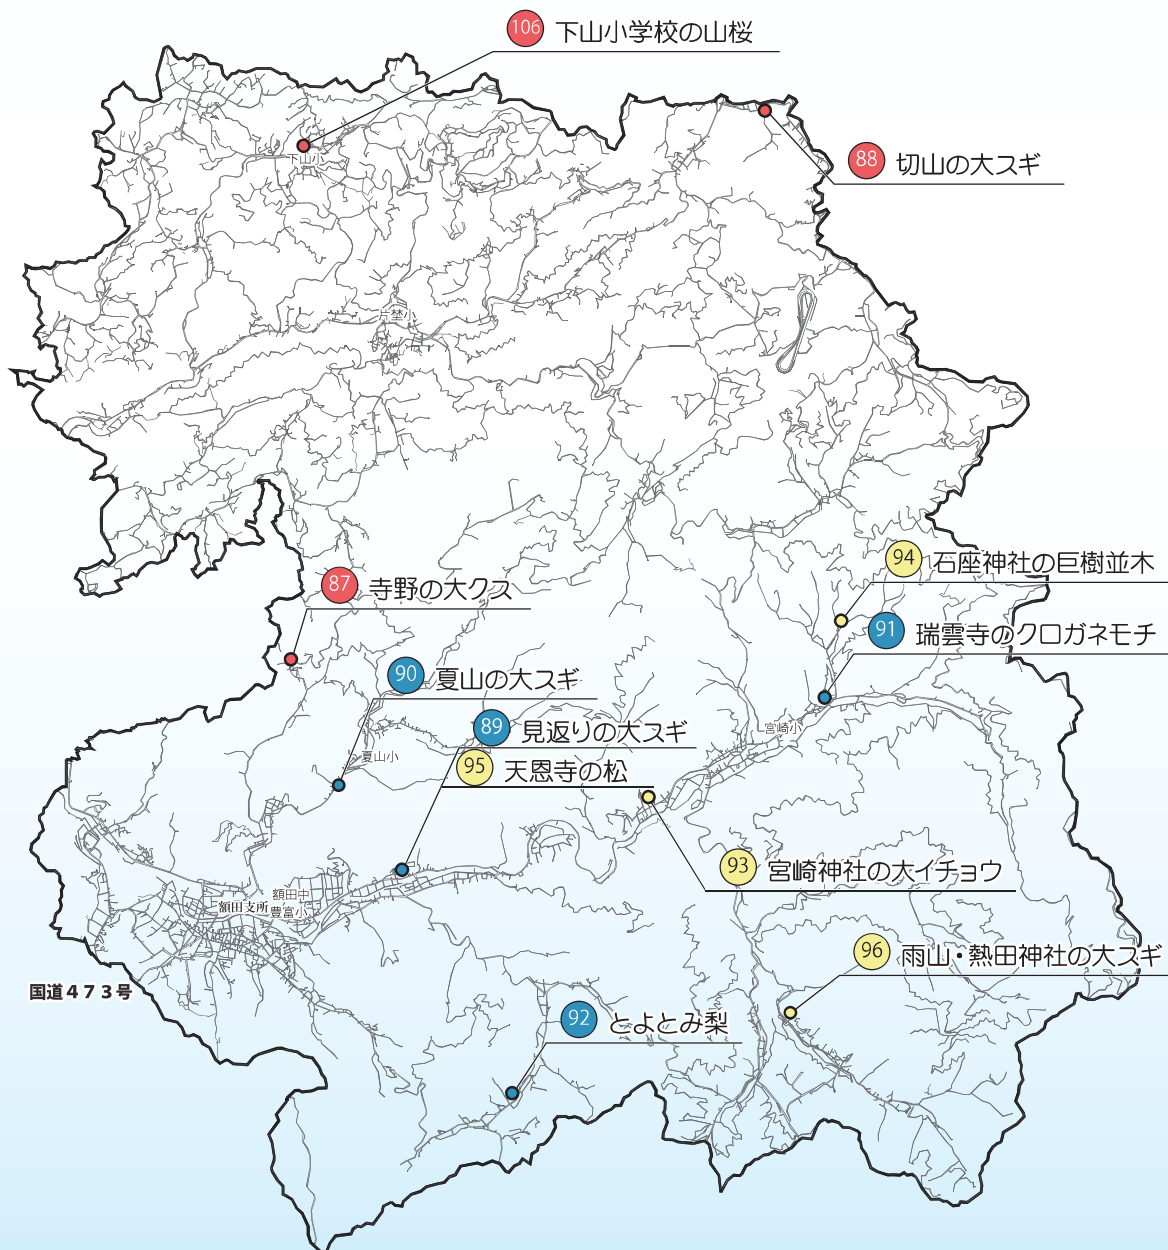 106 下山小学校の山桜
下山小
88 切山の大スギ
片埜小
94 石座神社の巨樹並木
87 寺野の大クス
91 瑞雲寺のクロガネモチ
90 夏山の大スギ
89 見返りの大スギ
宮崎小
夏山小
95 天恩寺の松
93 宮崎神社の大イチョウ
額田中
額田支所
豊富小
96 雨山・熱田神社の大スギ
国道473号
92 とよとみ梨